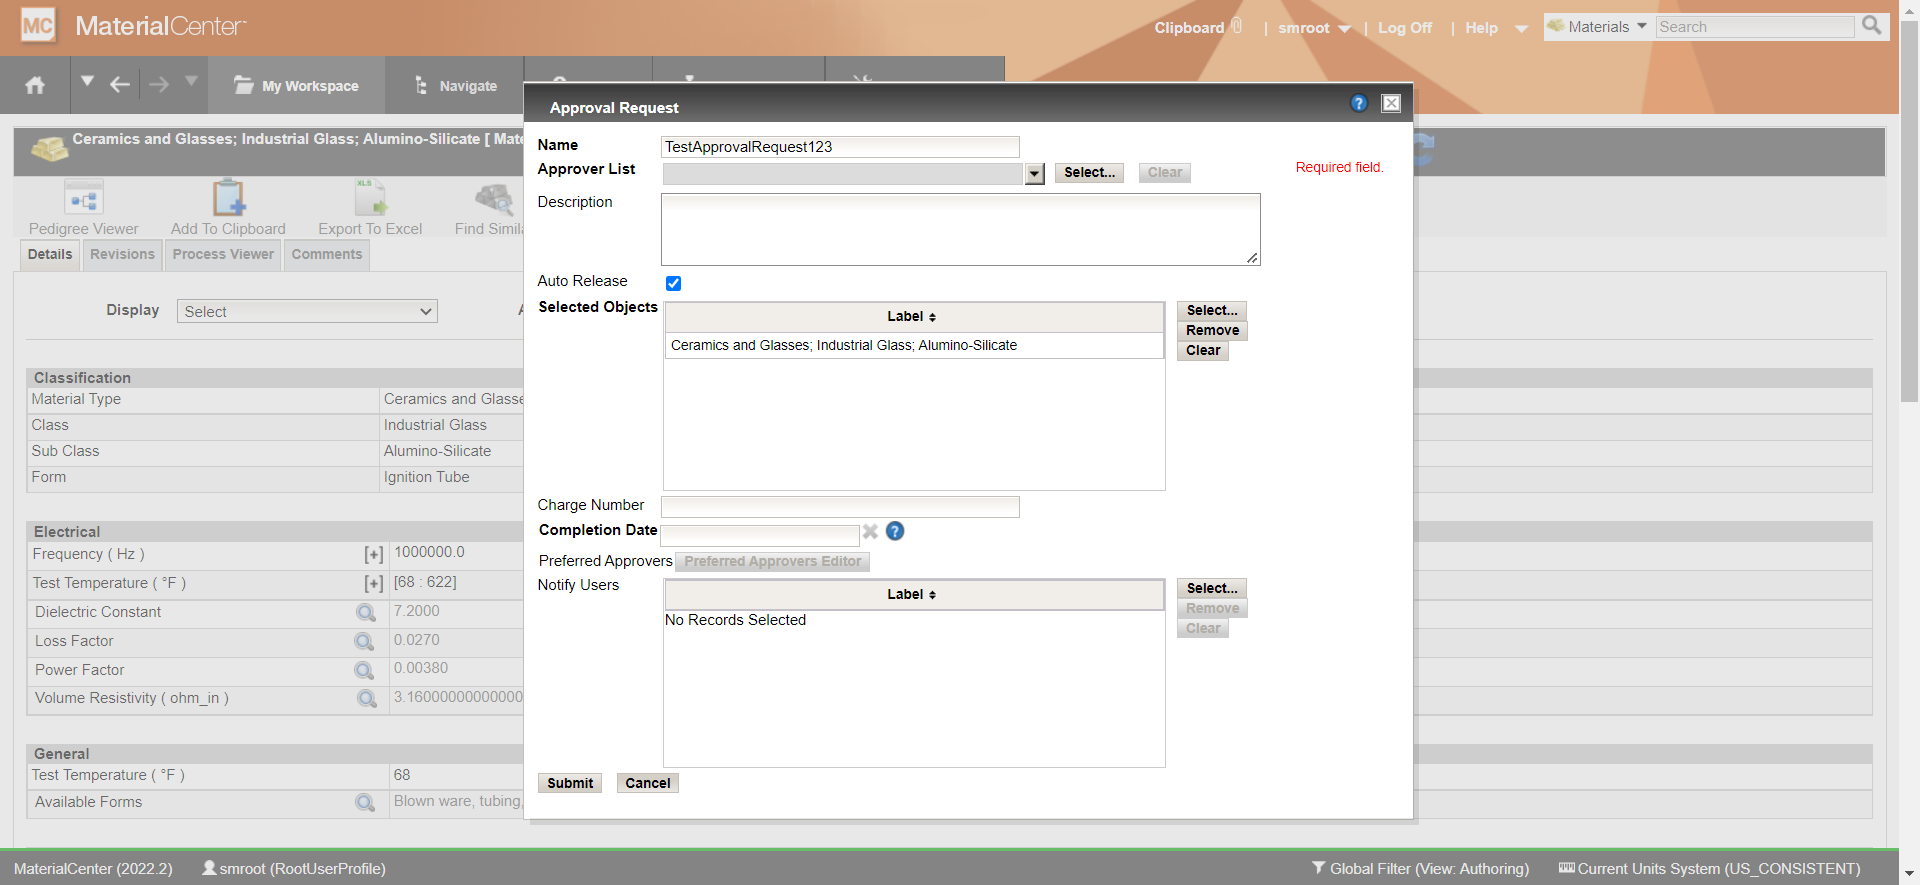 MC MaterialCenter
Clipboard | smroot | Log Off | Help
Materials Search
My Workspace Navigate
Approval Request
Ceramics and Glasses; Industrial Glass; Alumino-Silicate [ Mate
Pedigree Viewer Add To Clipboard Export To Excel Find Simila
XLS
Details Revisions Process Viewer Comments
Display Select
Classification
Material Type Ceramics and Glasse
Class Industrial Glass
Sub Class Alumino-Silicate
Form Ignition Tube
Electrical
Frequency ( Hz ) [+] 1000000.0
Test Temperature ( °F ) [+] [68 : 622]
Dielectric Constant 7.2000
Loss Factor 0.0270
Power Factor 0.00380
Volume Resistivity ( ohm_in ) 3.16000000000000
General
Test Temperature ( °F ) 68
Available Forms Blown ware, tubing,
Name TestApprovalRequest123
Approver List Select... Clear Required field.
Description
Auto Release
Selected Objects Label Select...
Remove
Ceramics and Glasses; Industrial Glass; Alumino-Silicate Clear
Charge Number
Completion Date ?
Preferred Approvers Preferred Approvers Editor
Notify Users Label Select...
Remove
No Records Selected Clear
Submit Cancel
MaterialCenter (2022.2) smroot (RootUserProfile) Global Filter (View: Authoring) Current Units System (US_CONSISTENT)